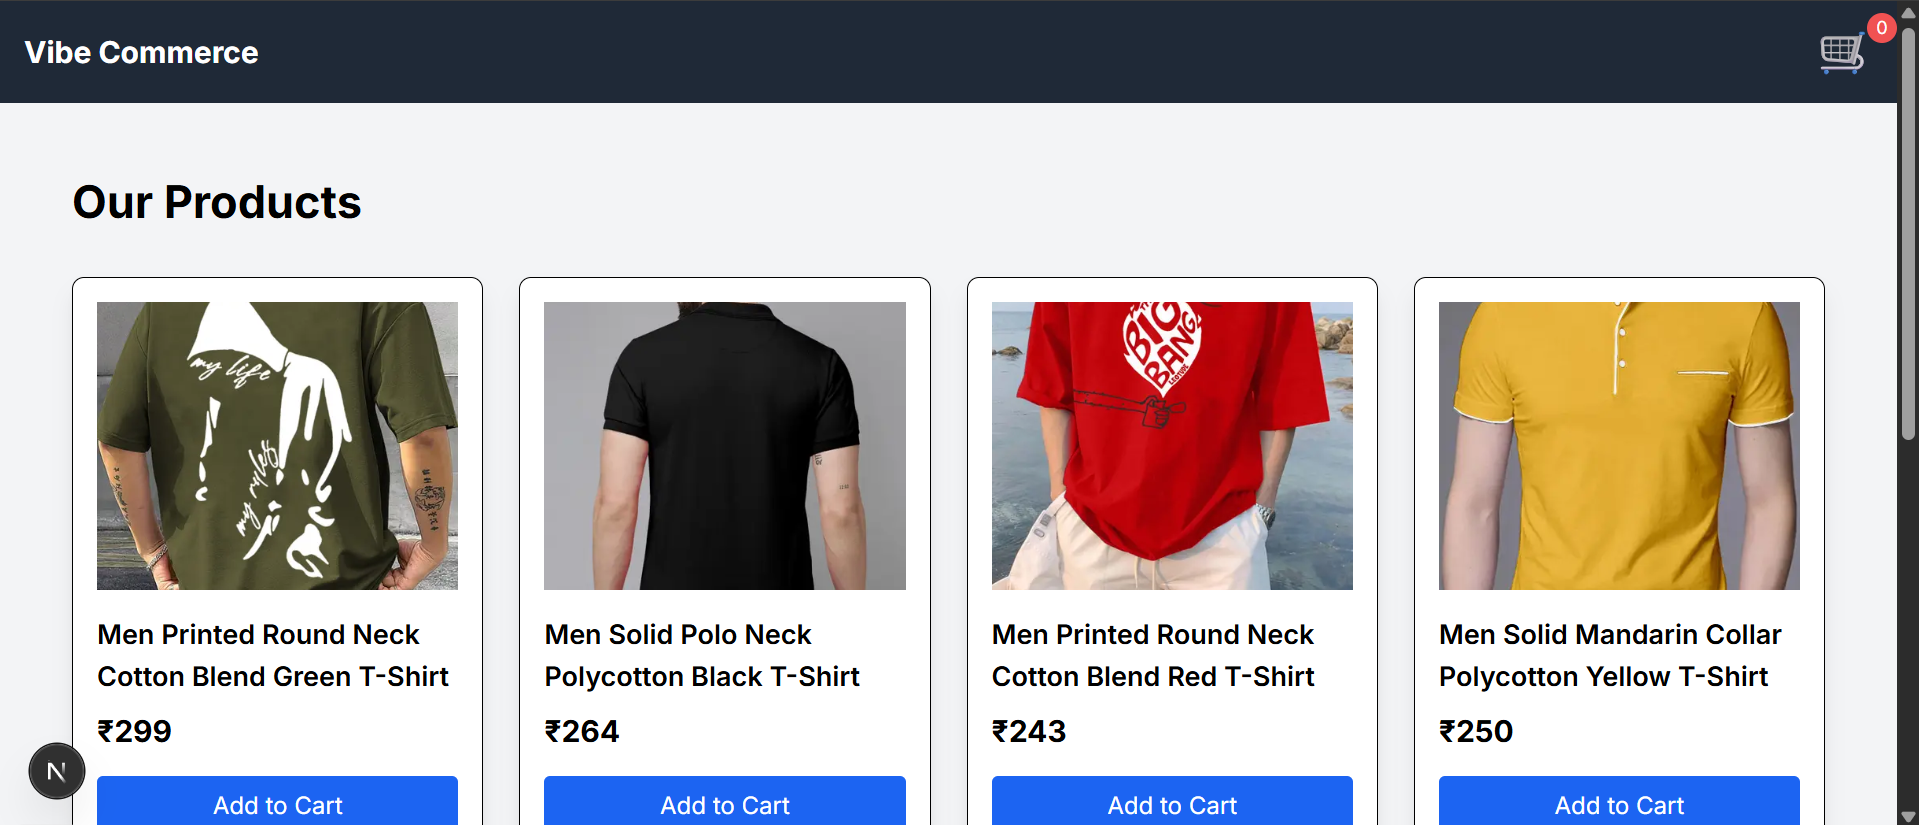 Vibe Commerce
0
Our Products
my life
my rules
BIG
BANG
Men Printed Round Neck
Cotton Blend Green T-Shirt
₹299
Add to Cart
Men Solid Polo Neck
Polycotton Black T-Shirt
₹264
Add to Cart
Men Printed Round Neck
Cotton Blend Red T-Shirt
₹243
Add to Cart
Men Solid Mandarin Collar
Polycotton Yellow T-Shirt
₹250
Add to Cart
N